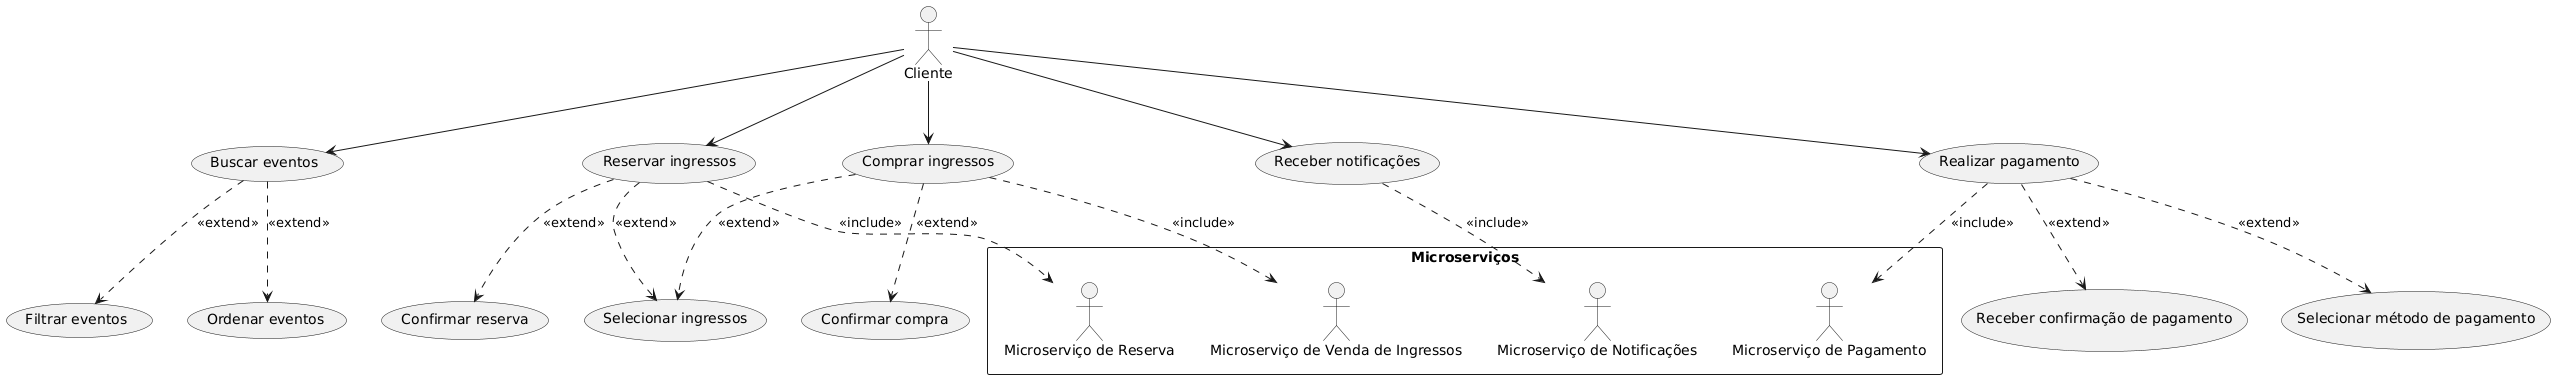 Cliente
Buscar eventos
Reservar ingressos
Comprar ingressos
Receber notificações
Realizar pagamento
«extend»
«extend»
«extend»
«extend»
«extend»
«include»
«extend»
«include»
«include»
«include»
«extend»
«extend»
Microserviços
Filtrar eventos
Ordenar eventos
Confirmar reserva
Selecionar ingressos
Confirmar compra
Receber confirmação de pagamento
Selecionar método de pagamento
Microserviço de Reserva
Microserviço de Venda de Ingressos
Microserviço de Notificações
Microserviço de Pagamento